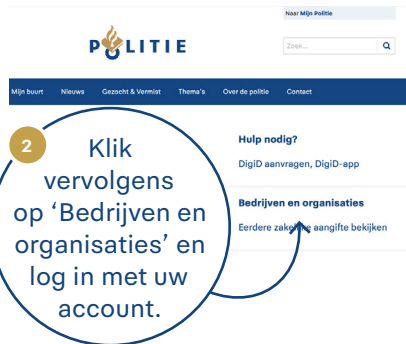 Naar Mijn Politie
POLITIE
Zoek...
Mijn buurt Nieuws Gezocht & Vermist Thema's Over de politie Contact
2
Klik
vervolgens
op ‘Bedrijven en
organisaties’ en
log in met uw
account.
Hulp nodig?
DigiD aanvragen, DigiD-app
Bedrijven en organisaties
Eerdere zakelijke aangifte bekijken